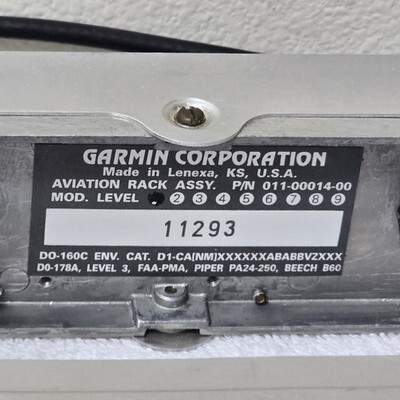 GARMIN CORPORATION
Made in Lenexa, KS, U.S.A.
AVIATION RACK ASSY. P/N 011-00014-00
MOD. LEVEL 2 3 4 5 6 7 8 9
11293
DO-160C ENV. CAT. D1-CA[NM]XXXXXXABABBVZXXX
D0-178A, LEVEL 3, FAA-PMA, PIPER PA24-250, BEECH B60